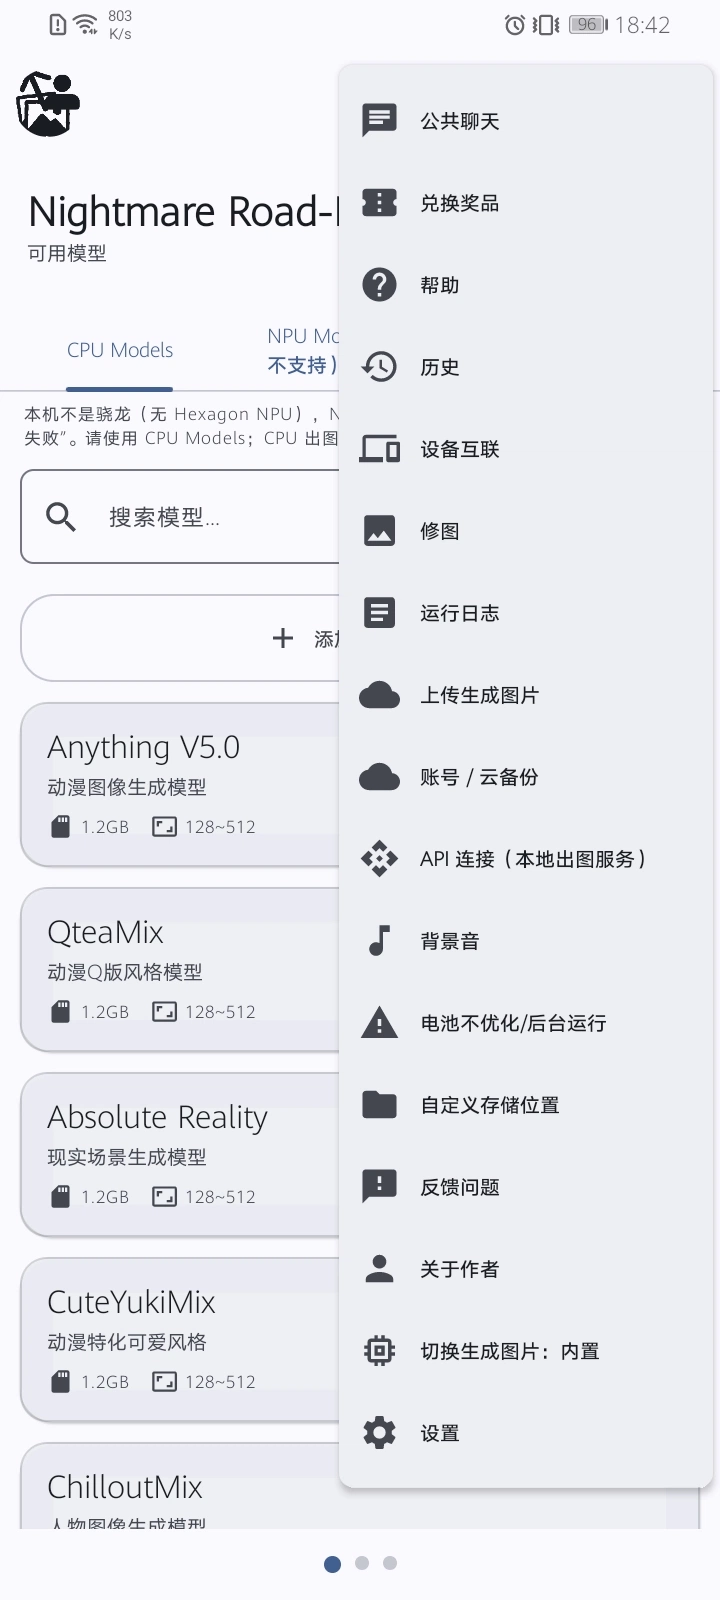 803
K/s
96
18:42
Nightmare Road-
可用模型
CPU Models
NPU Mo
不支持）
本机不是骁龙（无 Hexagon NPU），N
失败”。请使用 CPU Models；CPU 出图
搜索模型...
添加
Anything V5.0
动漫图像生成模型
1.2GB 128~512
QteaMix
动漫Q版风格模型
1.2GB 128~512
Absolute Reality
现实场景生成模型
1.2GB 128~512
CuteYukiMix
动漫特化可爱风格
1.2GB 128~512
ChilloutMix
人物图像生成模型
公共聊天
兑换奖品
帮助
历史
设备互联
修图
运行日志
上传生成图片
账号 / 云备份
API 连接（本地出图服务）
背景音
电池不优化/后台运行
自定义存储位置
反馈问题
关于作者
切换生成图片：内置
设置